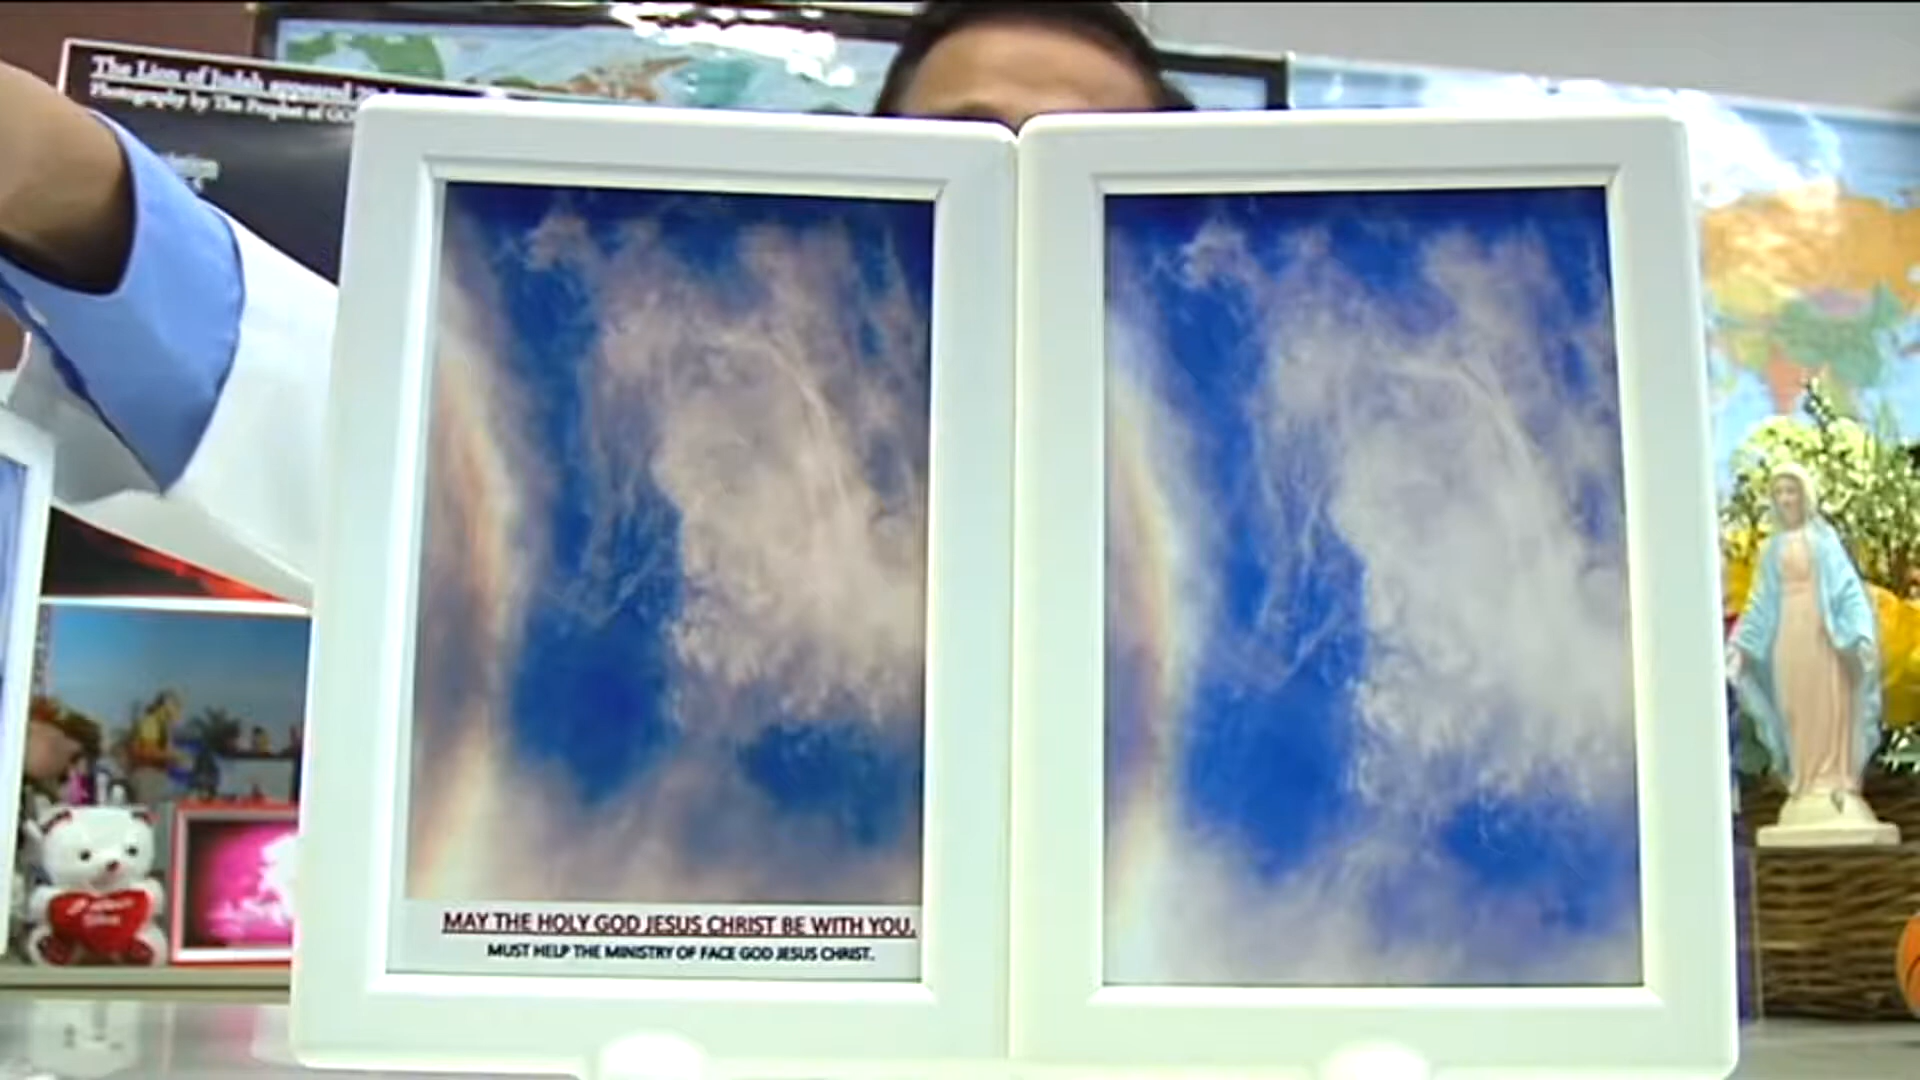 The Lion of Judah appeared
Photography by The Prophet of GO
MAY THE HOLY GOD JESUS CHRIST BE WITH YOU.
MUST HELP THE MINISTRY OF FACE GOD JESUS CHRIST.